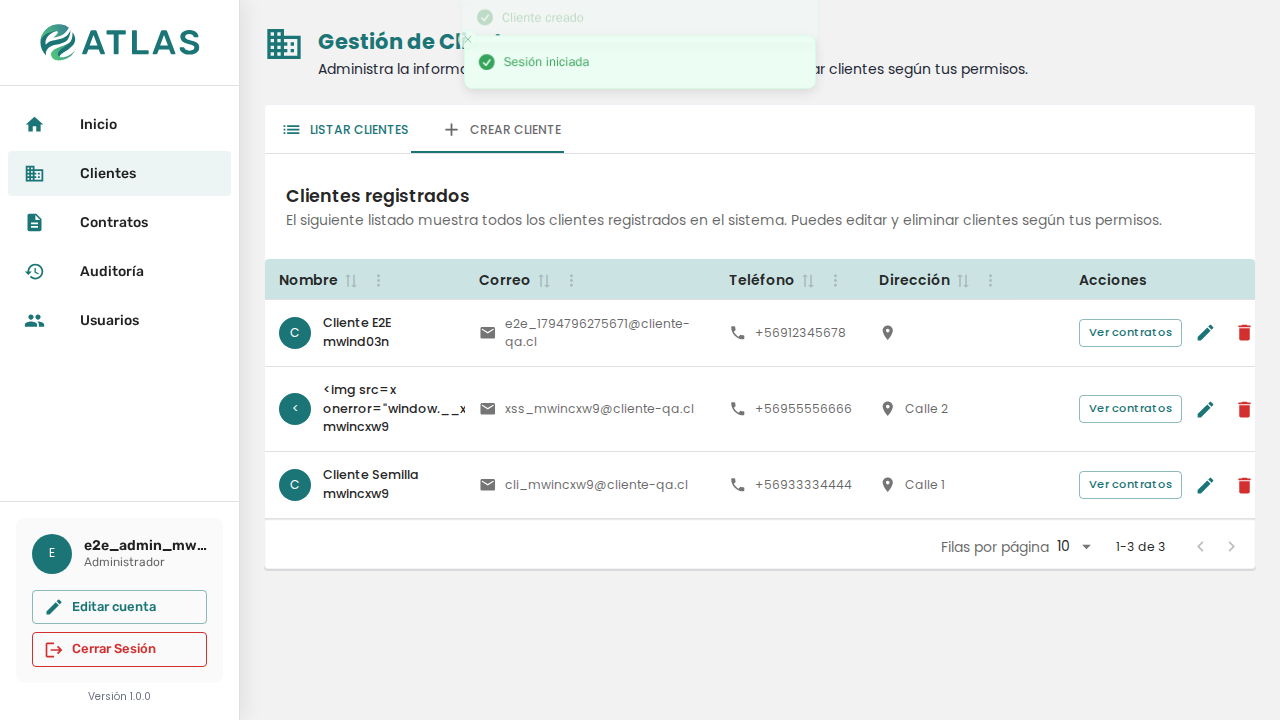 ATLAS
Inicio
Clientes
Contratos
Auditoría
Usuarios
E
e2e_admin_mw...
Administrador
Editar cuenta
Cerrar Sesión
Versión 1.0.0
Cliente creado
Sesión iniciada
Gestión de
Administra la ar clientes según tus permisos.
LISTAR CLIENTES
CREAR CLIENTE
Clientes registrados
El siguiente listado muestra todos los clientes registrados en el sistema. Puedes editar y eliminar clientes según tus permisos.
Nombre Correo Teléfono Dirección Acciones
C
Cliente E2E
mwind03n
e2e_1794796275671@cliente-
qa.cl
+56912345678
Ver contratos
<
<img src=x
onerror="window.__x
mwincxw9
xss_mwincxw9@cliente-qa.cl
+56955556666
Calle 2
Ver contratos
C
Cliente Semilla
mwincxw9
cli_mwincxw9@cliente-qa.cl
+56933334444
Calle 1
Ver contratos
Filas por página 10 1-3 de 3